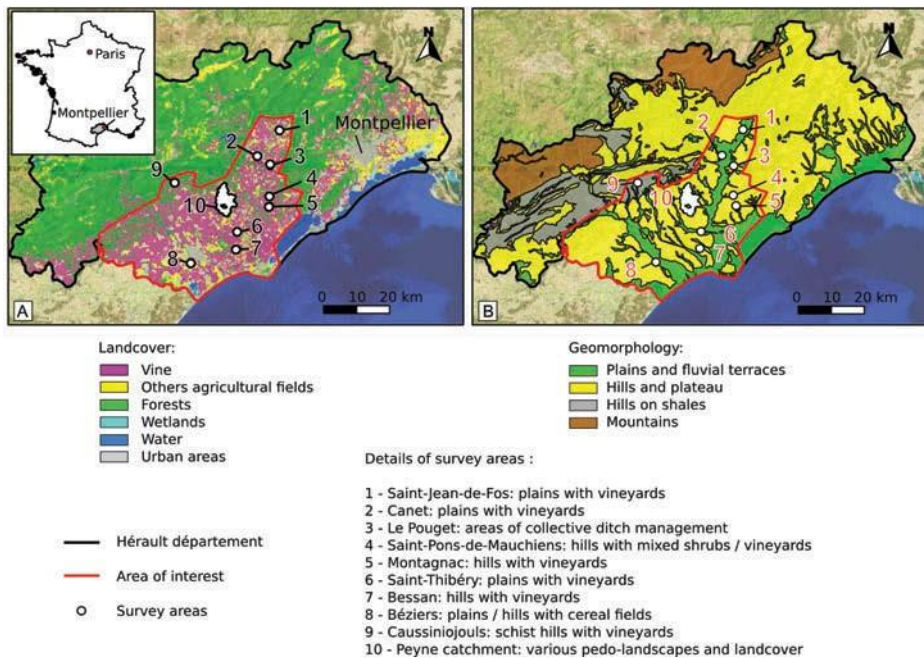 Paris
Montpellier
N
1
2
Montpellier
3
9
4
10
5
6
7
8
A
0 10 20 km
N
2
1
3
4
9
10
5
6
7
8
B
0 10 20 km
Landcover:
Vine
Others agricultural fields
Forests
Wetlands
Water
Urban areas
Geomorphology:
Plains and fluvial terraces
Hills and plateau
Hills on shales
Mountains
Hérault département
Area of interest
Survey areas
Details of survey areas :
1 - Saint-Jean-de-Fos: plains with vineyards
2 - Canet: plains with vineyards
3 - Le Pouget: areas of collective ditch management
4 - Saint-Pons-de-Mauchiens: hills with mixed shrubs / vineyards
5 - Montagnac: hills with vineyards
6 - Saint-Thibéry: plains with vineyards
7 - Bessan: hills with vineyards
8 - Béziers: plains / hills with cereal fields
9 - Caussiniojouls: schist hills with vineyards
10 - Peyne catchment: various pedo-landscapes and landcover